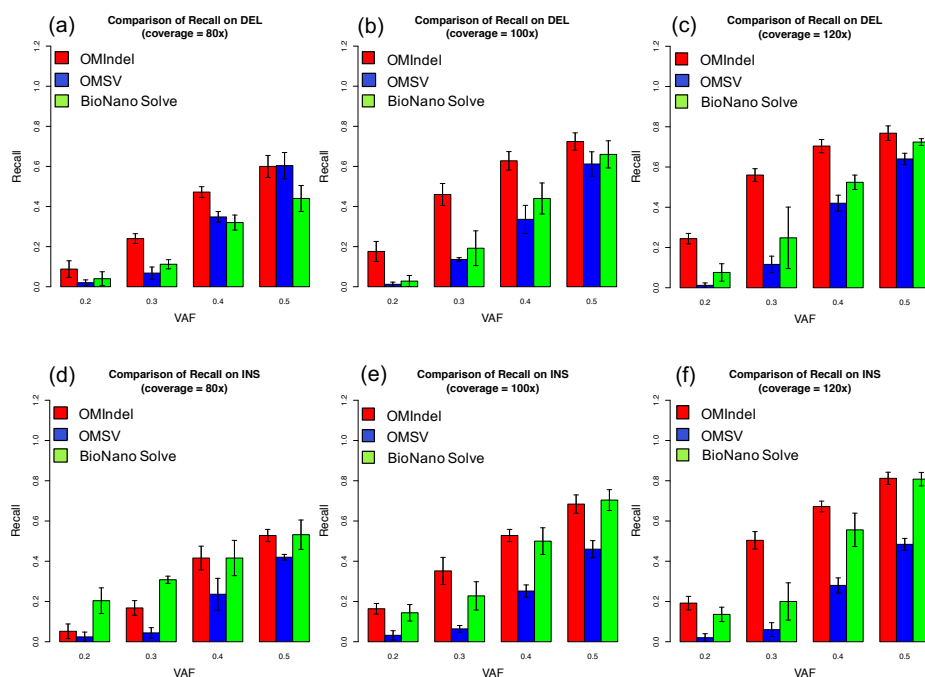 (a)
Comparison of Recall on DEL
(coverage = 80x)
OMIndel
OMSV
BioNano Solve
Recall
0.0 0.2 0.4 0.6 0.8 1.0 1.2
0.2 0.3 0.4 0.5
VAF
(b)
Comparison of Recall on DEL
(coverage = 100x)
OMIndel
OMSV
BioNano Solve
Recall
0.0 0.2 0.4 0.6 0.8 1.0 1.2
0.2 0.3 0.4 0.5
VAF
(c)
Comparison of Recall on DEL
(coverage = 120x)
OMIndel
OMSV
BioNano Solve
Recall
0.0 0.2 0.4 0.6 0.8 1.0 1.2
0.2 0.3 0.4 0.5
VAF
(d)
Comparison of Recall on INS
(coverage = 80x)
OMIndel
OMSV
BioNano Solve
Recall
0.0 0.2 0.4 0.6 0.8 1.0 1.2
0.2 0.3 0.4 0.5
VAF
(e)
Comparison of Recall on INS
(coverage = 100x)
OMIndel
OMSV
BioNano Solve
Recall
0.0 0.2 0.4 0.6 0.8 1.0 1.2
0.2 0.3 0.4 0.5
VAF
(f)
Comparison of Recall on INS
(coverage = 120x)
OMIndel
OMSV
BioNano Solve
Recall
0.0 0.2 0.4 0.6 0.8 1.0 1.2
0.2 0.3 0.4 0.5
VAF